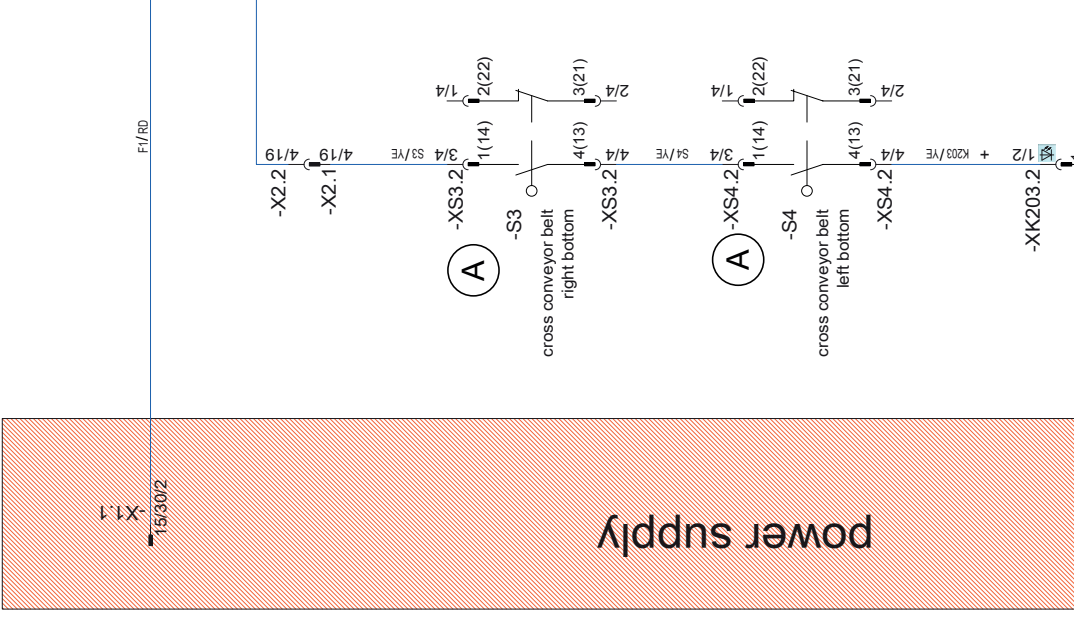 1/4
2(22)
3(21)
2/4
1/4
2(22)
3(21)
2/4
F1/ RD
4/19
4/19
S3/YE
3/4
1(14)
4(13)
4/4
S4/YE
3/4
1(14)
4(13)
4/4
K203/YE
+
1/2
-X2.2
-X2.1
-XS3.2
-S3
-XS3.2
-XS4.2
-S4
-XS4.2
-XK203.2
A
cross conveyor belt
right bottom
A
cross conveyor belt
left bottom
-X1.1
15/30/2
power supply